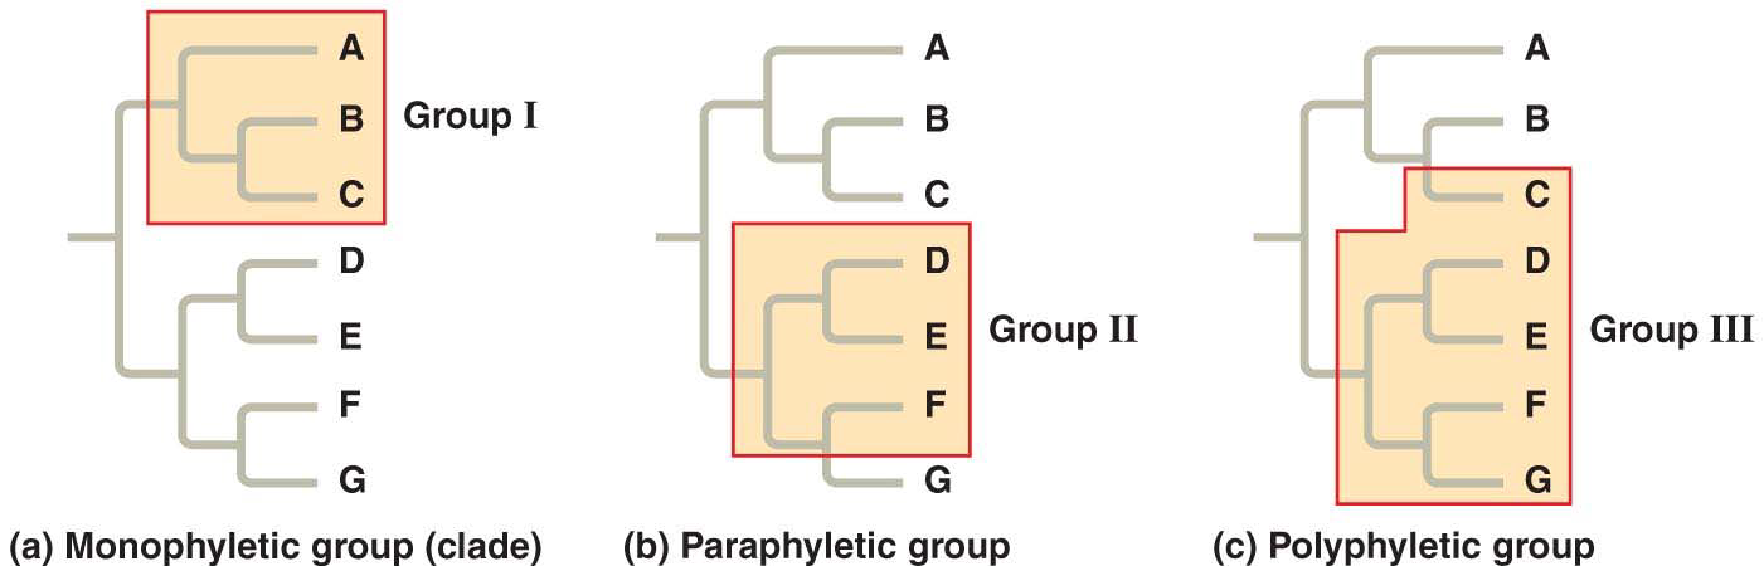 A
B
C
D
E
F
G
Group I
(a) Monophyletic group (clade)
A
B
C
D
E
F
G
Group II
(b) Paraphyletic group
A
B
C
D
E
F
G
Group III
(c) Polyphyletic group